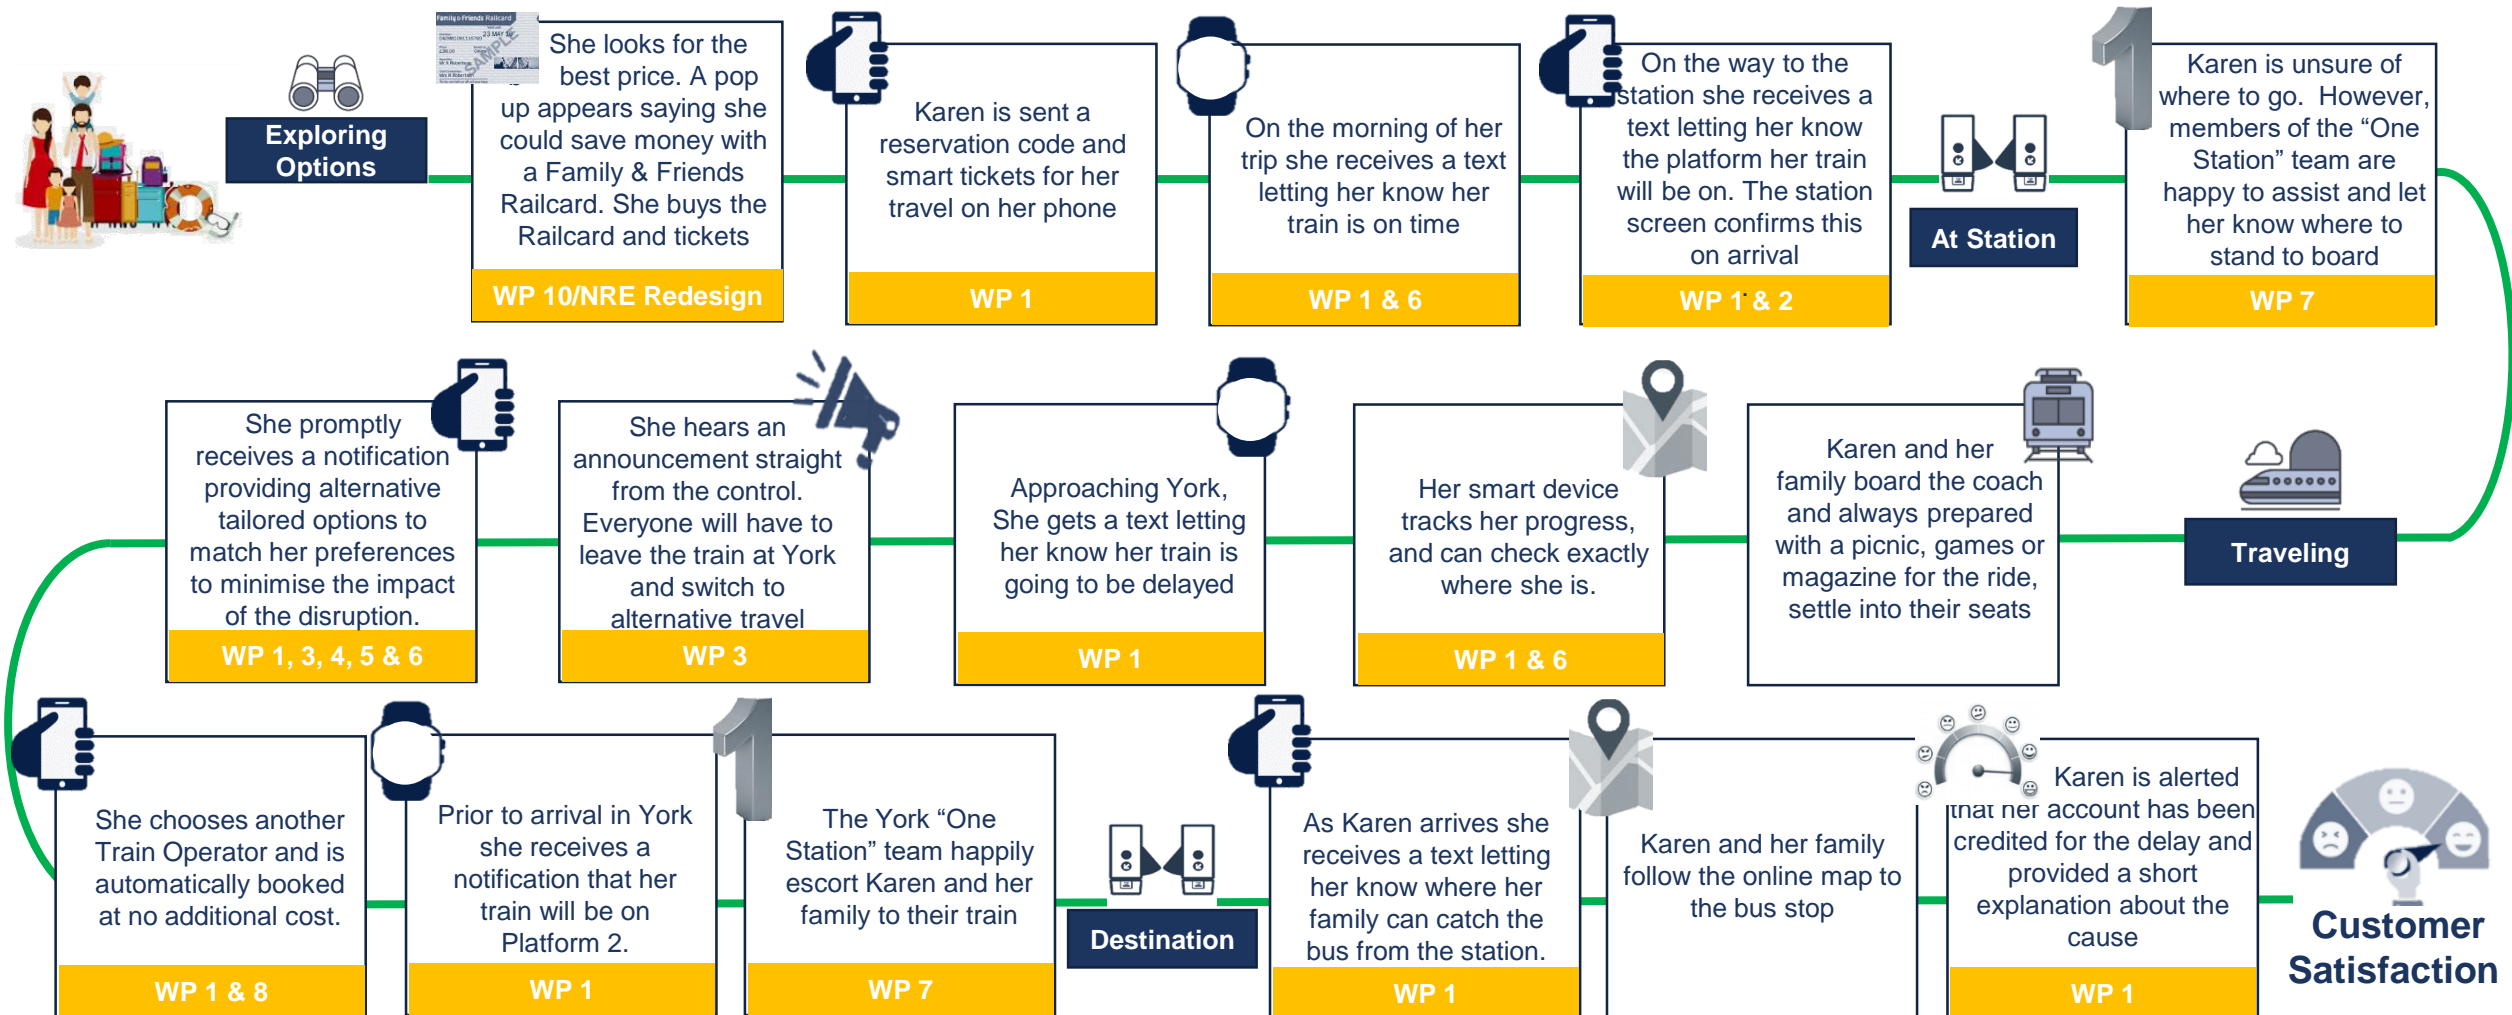 Family & Friends Railcard
23 MAY
SAMPLE
Exploring
Options
She looks for the
best price. A pop
up appears saying she
could save money with
a Family & Friends
Railcard. She buys the
Railcard and tickets
WP 10/NRE Redesign
Karen is sent a
reservation code and
smart tickets for her
travel on her phone
WP 1
On the morning of her
trip she receives a text
letting her know her
train is on time
WP 1 & 6
On the way to the
station she receives a
text letting her know
the platform her train
will be on. The station
screen confirms this
on arrival
WP 1 & 2
At Station
Karen is unsure of
where to go. However,
members of the “One
Station” team are
happy to assist and let
her know where to
stand to board
WP 7
Traveling
Karen and her
family board the coach
and always prepared
with a picnic, games or
magazine for the ride,
settle into their seats
Her smart device
tracks her progress,
and can check exactly
where she is.
WP 1 & 6
Approaching York,
She gets a text letting
her know her train is
going to be delayed
WP 1
She hears an
announcement straight
from the control.
Everyone will have to
leave the train at York
and switch to
alternative travel
WP 3
She promptly
receives a notification
providing alternative
tailored options to
match her preferences
to minimise the impact
of the disruption.
WP 1, 3, 4, 5 & 6
She chooses another
Train Operator and is
automatically booked
at no additional cost.
WP 1 & 8
Prior to arrival in York
she receives a
notification that her
train will be on
Platform 2.
WP 1
The York “One
Station” team happily
escort Karen and her
family to their train
WP 7
Destination
As Karen arrives she
receives a text letting
her know where her
family can catch the
bus from the station.
WP 1
Karen and her family
follow the online map to
the bus stop
Karen is alerted
that her account has been
credited for the delay and
provided a short
explanation about the
cause
WP 1
Customer
Satisfaction